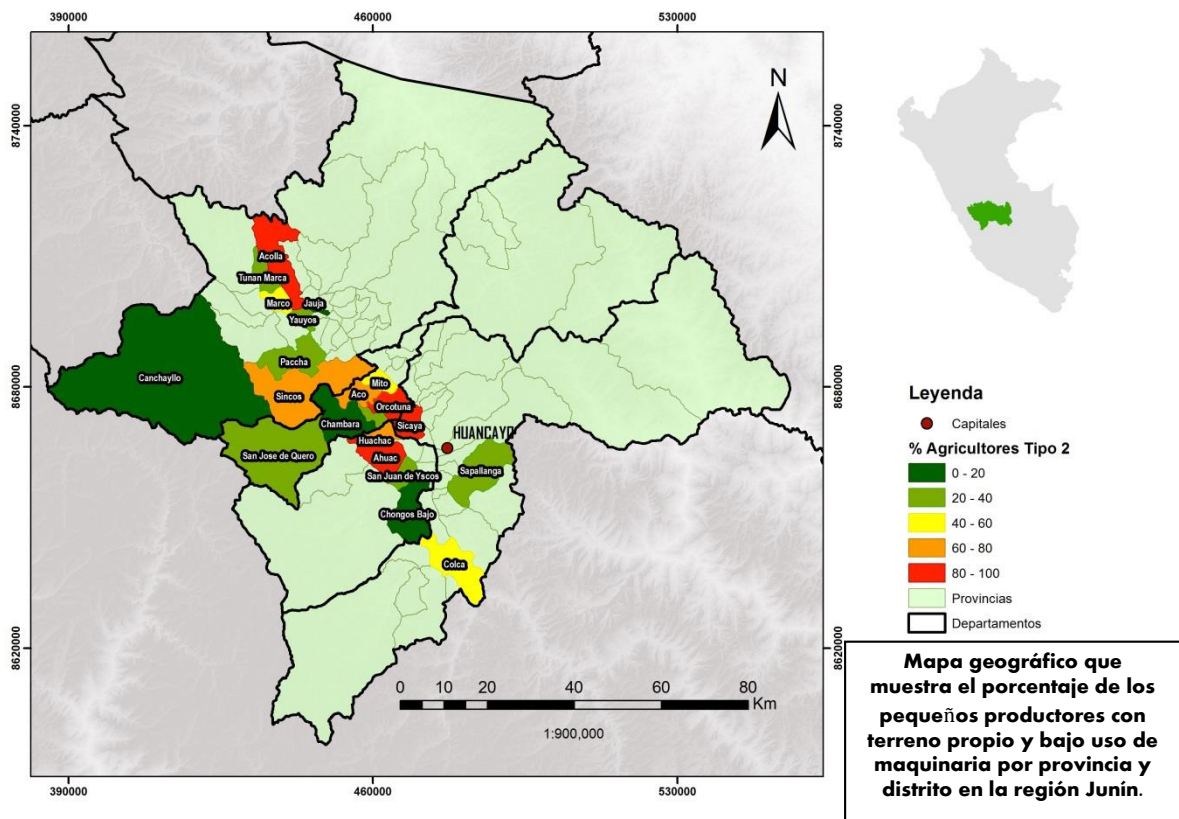 390000
460000
530000
8740000
8680000
8620000
8740000
8680000
8620000
N
Acolla
Tunan Marca
Marco
Jauja
Yauyos
Paccha
Canchayllo
Sincos
Mito
Aco
Orcotuna
Chambara
Sicaya
HUANCAYO
Huachac
San Jose de Quero
Ahuac
Sapallanga
San Juan de Yscos
Chongos Bajo
Colca
0 10 20 40 60 80
Km
1:900,000
390000
460000
530000
Leyenda
Capitales
% Agricultores Tipo 2
0 - 20
20 - 40
40 - 60
60 - 80
80 - 100
Provincias
Departamentos
Mapa geográfico que
muestra el porcentaje de los
pequeños productores con
terreno propio y bajo uso de
maquinaria por provincia y
distrito en la región Junín.